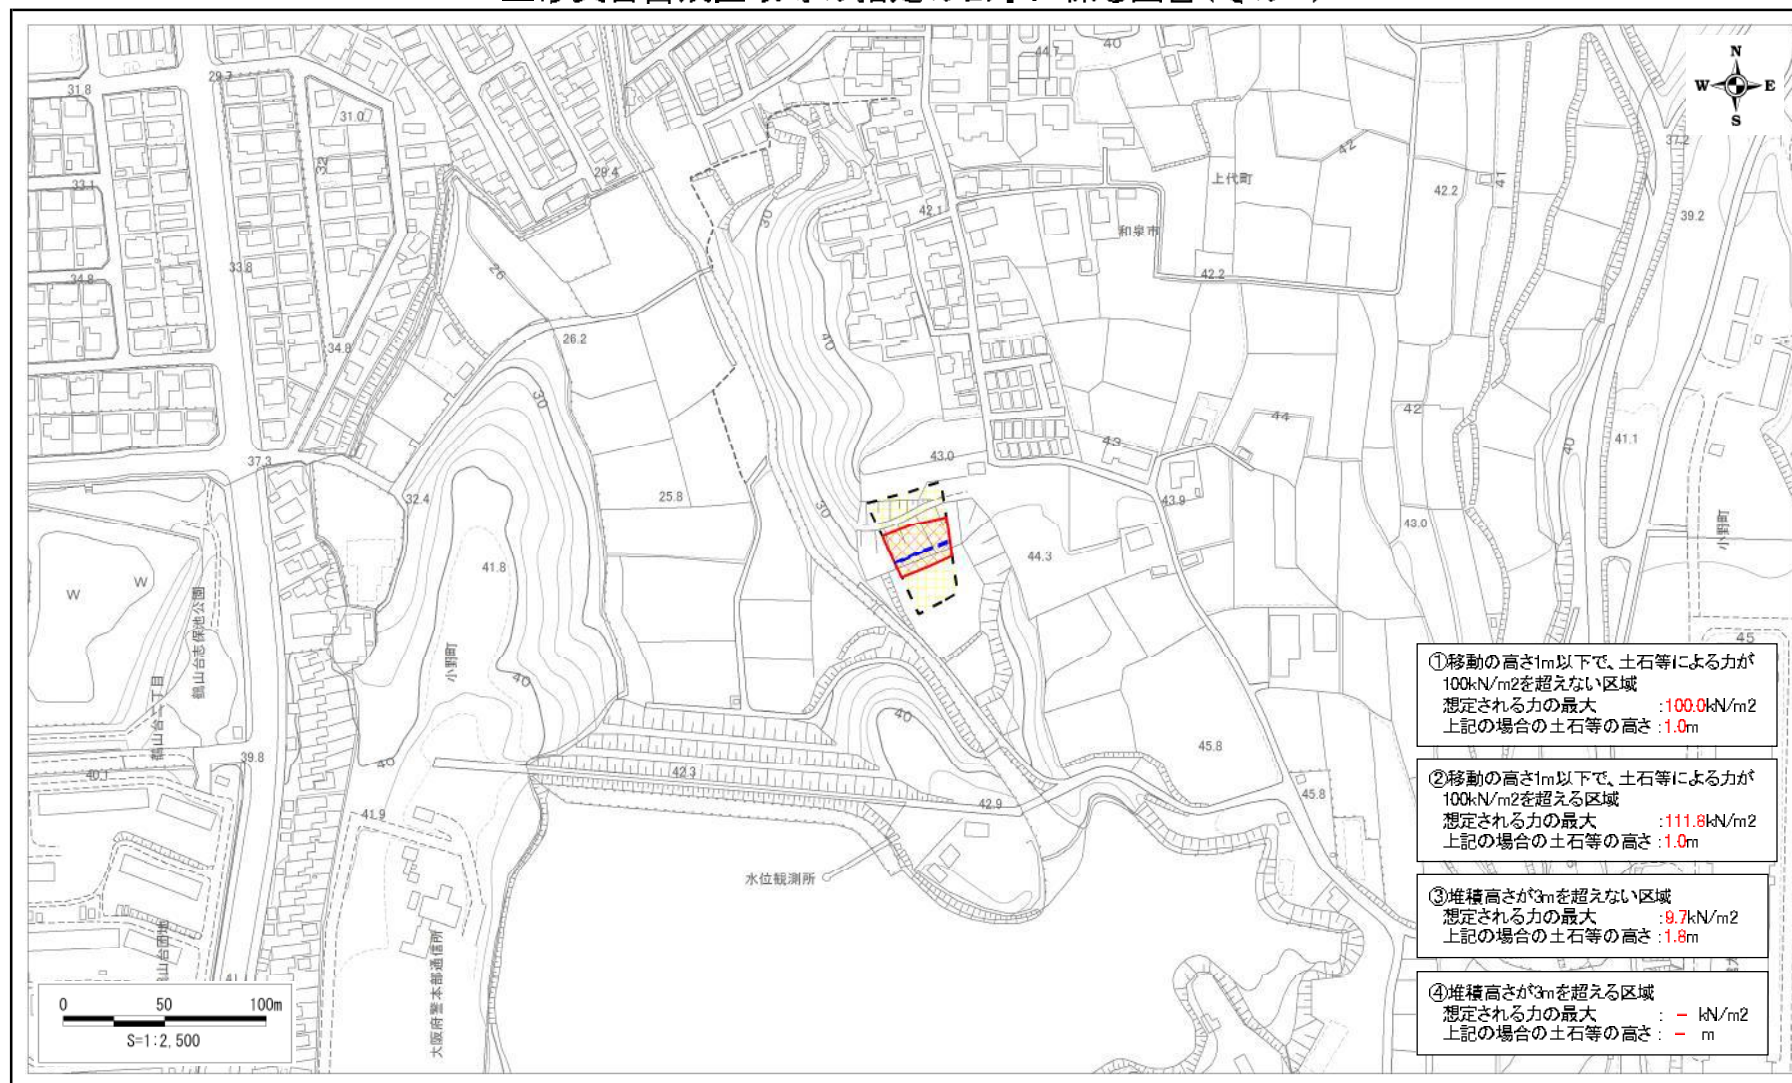 N
W E
S
44.7
40
29.7
31.8
31.0
32
37.2
42
33.1
29.4
上代町
42.2
41
30
42.1
39.2
和泉市
33.8
26
34.8
42.2
26.2
34.8
40
30
42
44
43
41.1
40
37.3
43.0
32.4
25.8
43.9
30
43.0
小野町
44.3
41.8
W W
鶴山台志保池公園
小野町
45
40
鶴山台一丁目
40
45.8
39.8
40
40.1
42.3
42.9
45.8
41.9
水位観測所
大阪府警本部通信所
①移動の高さ1m以下で、土石等による力が
100kN/m2を超えない区域
想定される力の最大 :100.0kN/m2
上記の場合の土石等の高さ:1.0m
②移動の高さ1m以下で、土石等による力が
100kN/m2を超える区域
想定される力の最大 :111.8kN/m2
上記の場合の土石等の高さ:1.0m
③堆積高さが3mを超えない区域
想定される力の最大 :9.7kN/m2
上記の場合の土石等の高さ:1.8m
④堆積高さが3mを超える区域
想定される力の最大 : － kN/m2
上記の場合の土石等の高さ: － m
0 50 100m
S=1:2,500